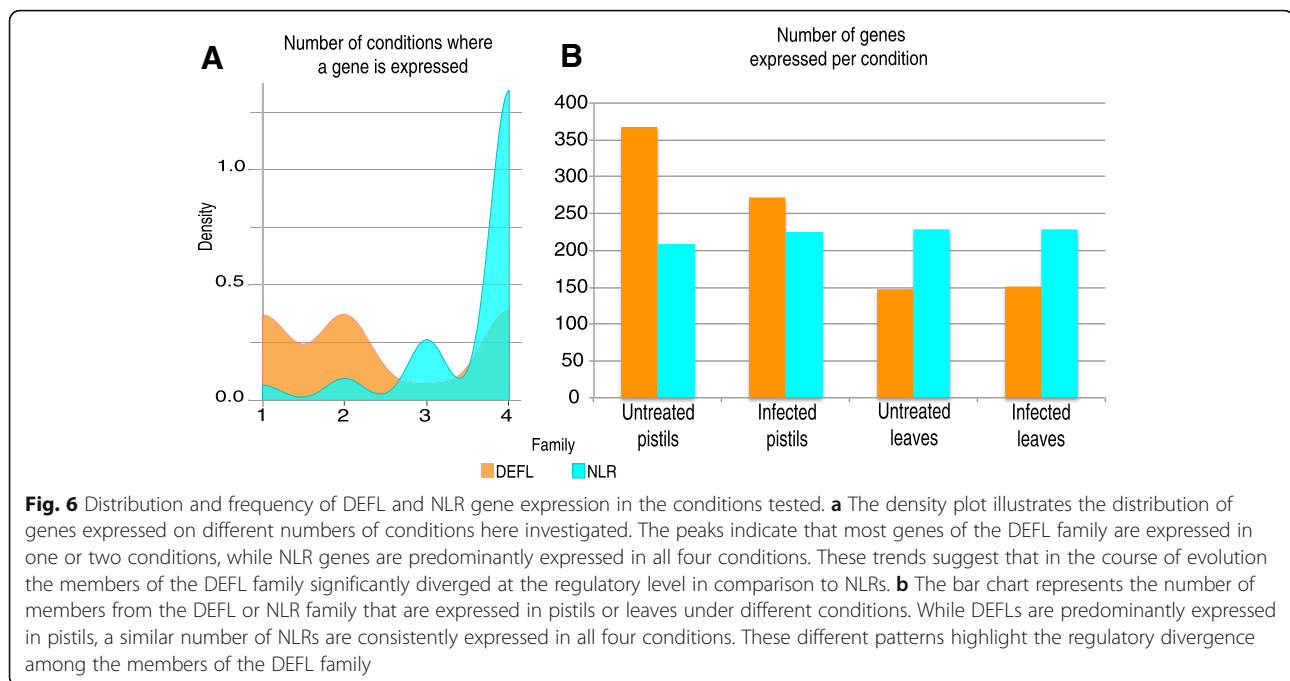 A
Number of conditions where
a gene is expressed
Density
1.0
0.5
0.0
1 2 3 4
B
Number of genes
expressed per condition
400
350
300
250
200
150
100
50
0
Untreated pistils
Infected pistils
Untreated leaves
Infected leaves
Family
DEFL NLR
Fig. 6 Distribution and frequency of DEFL and NLR gene expression in the conditions tested. a The density plot illustrates the distribution of
genes expressed on different numbers of conditions here investigated. The peaks indicate that most genes of the DEFL family are expressed in
one or two conditions, while NLR genes are predominantly expressed in all four conditions. These trends suggest that in the course of evolution
the members of the DEFL family significantly diverged at the regulatory level in comparison to NLRs. b The bar chart represents the number of
members from the DEFL or NLR family that are expressed in pistils or leaves under different conditions. While DEFLs are predominantly expressed
in pistils, a similar number of NLRs are consistently expressed in all four conditions. These different patterns highlight the regulatory divergence
among the members of the DEFL family